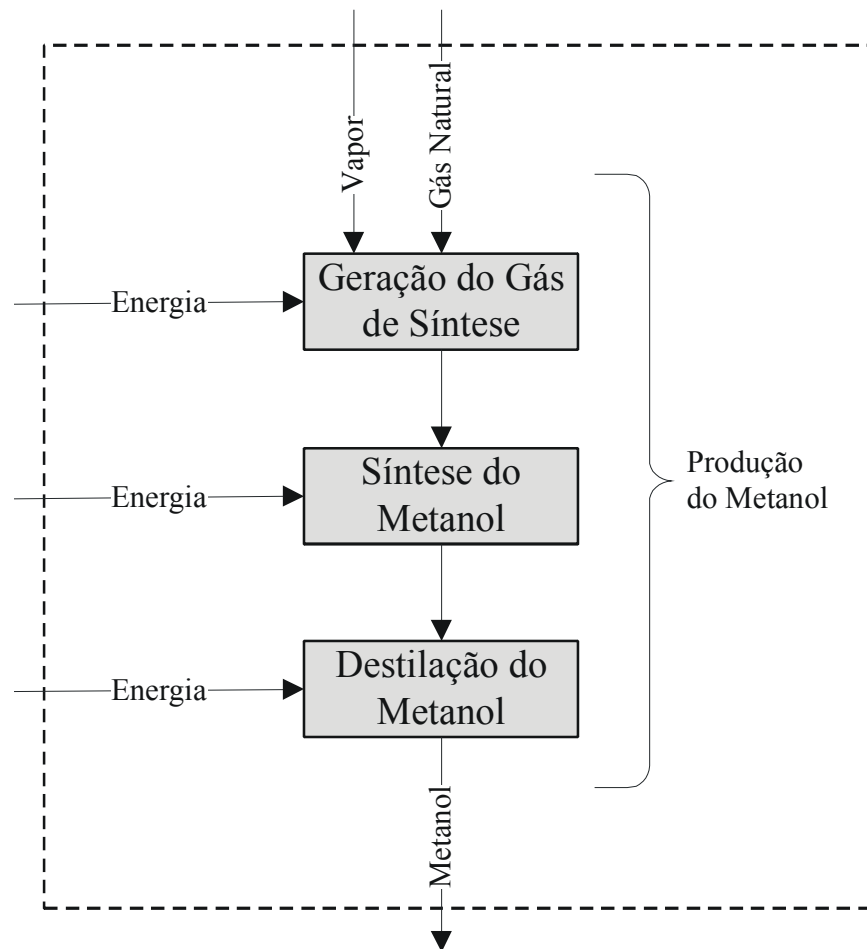 Vapor
Gás Natural
Geração do Gás
de Síntese
Energia
Síntese do
Metanol
Energia
Produção
do Metanol
Destilação do
Metanol
Energia
Metanol